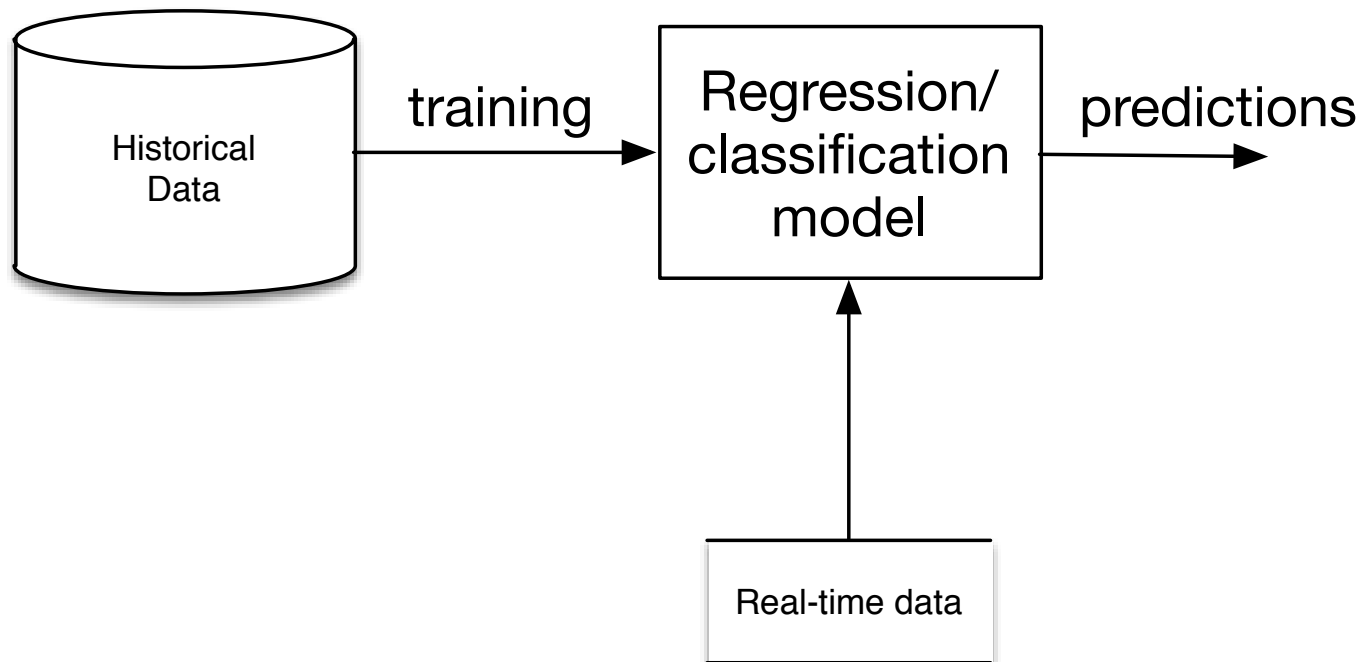 Historical
Data
training
Regression/
classification
model
predictions
Real-time data